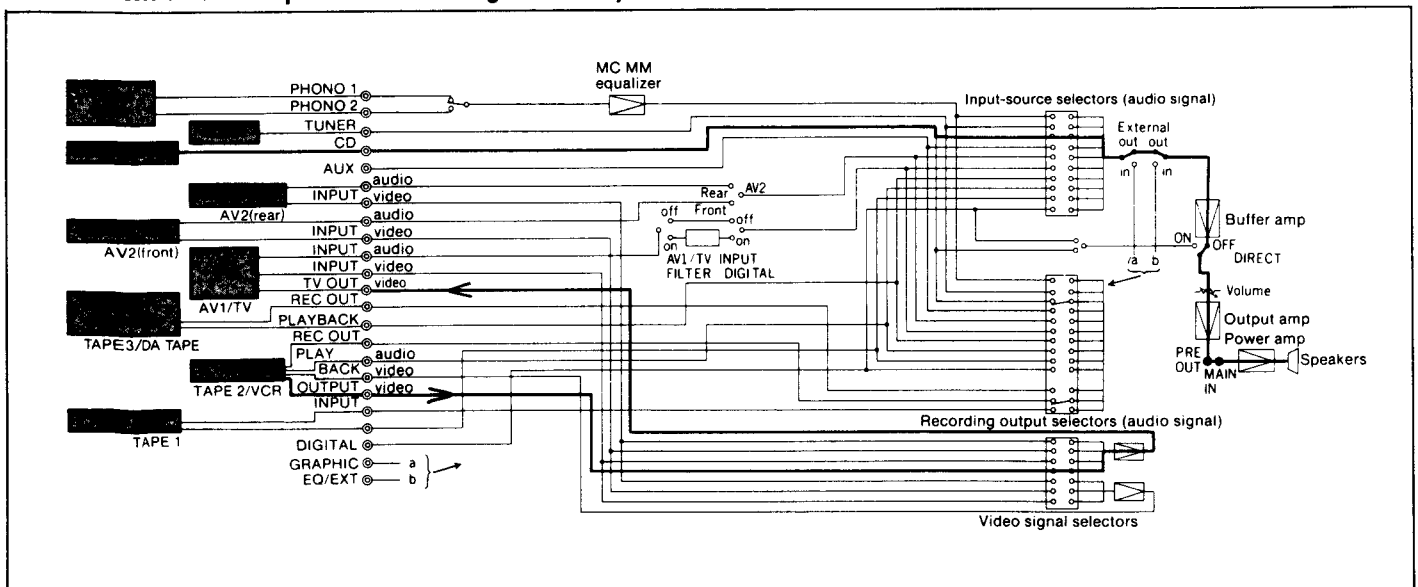 MC MM
equalizer
PHONO 1
PHONO 2
TUNER
CD
AUX
audio
INPUT video
AV2(rear)
audio
INPUT video
AV2(front)
INPUT audio
INPUT video
TV OUT video
AV1/TV
REC OUT
PLAYBACK
TAPE3/DA TAPE
REC OUT
PLAY audio
BACK video
OUTPUT video
TAPE 2/VCR
INPUT
TAPE 1
DIGITAL
GRAPHIC a
EQ/EXT b
Rear AV2
Front
off off
on on
AV1/TV INPUT
FILTER DIGITAL
Input-source selectors (audio signal)
External
out out
in in
Buffer amp
ON OFF
DIRECT
a b
Volume
Output amp
Power amp
PRE
OUT MAIN
IN
Speakers
Recording output selectors (audio signal)
Video signal selectors